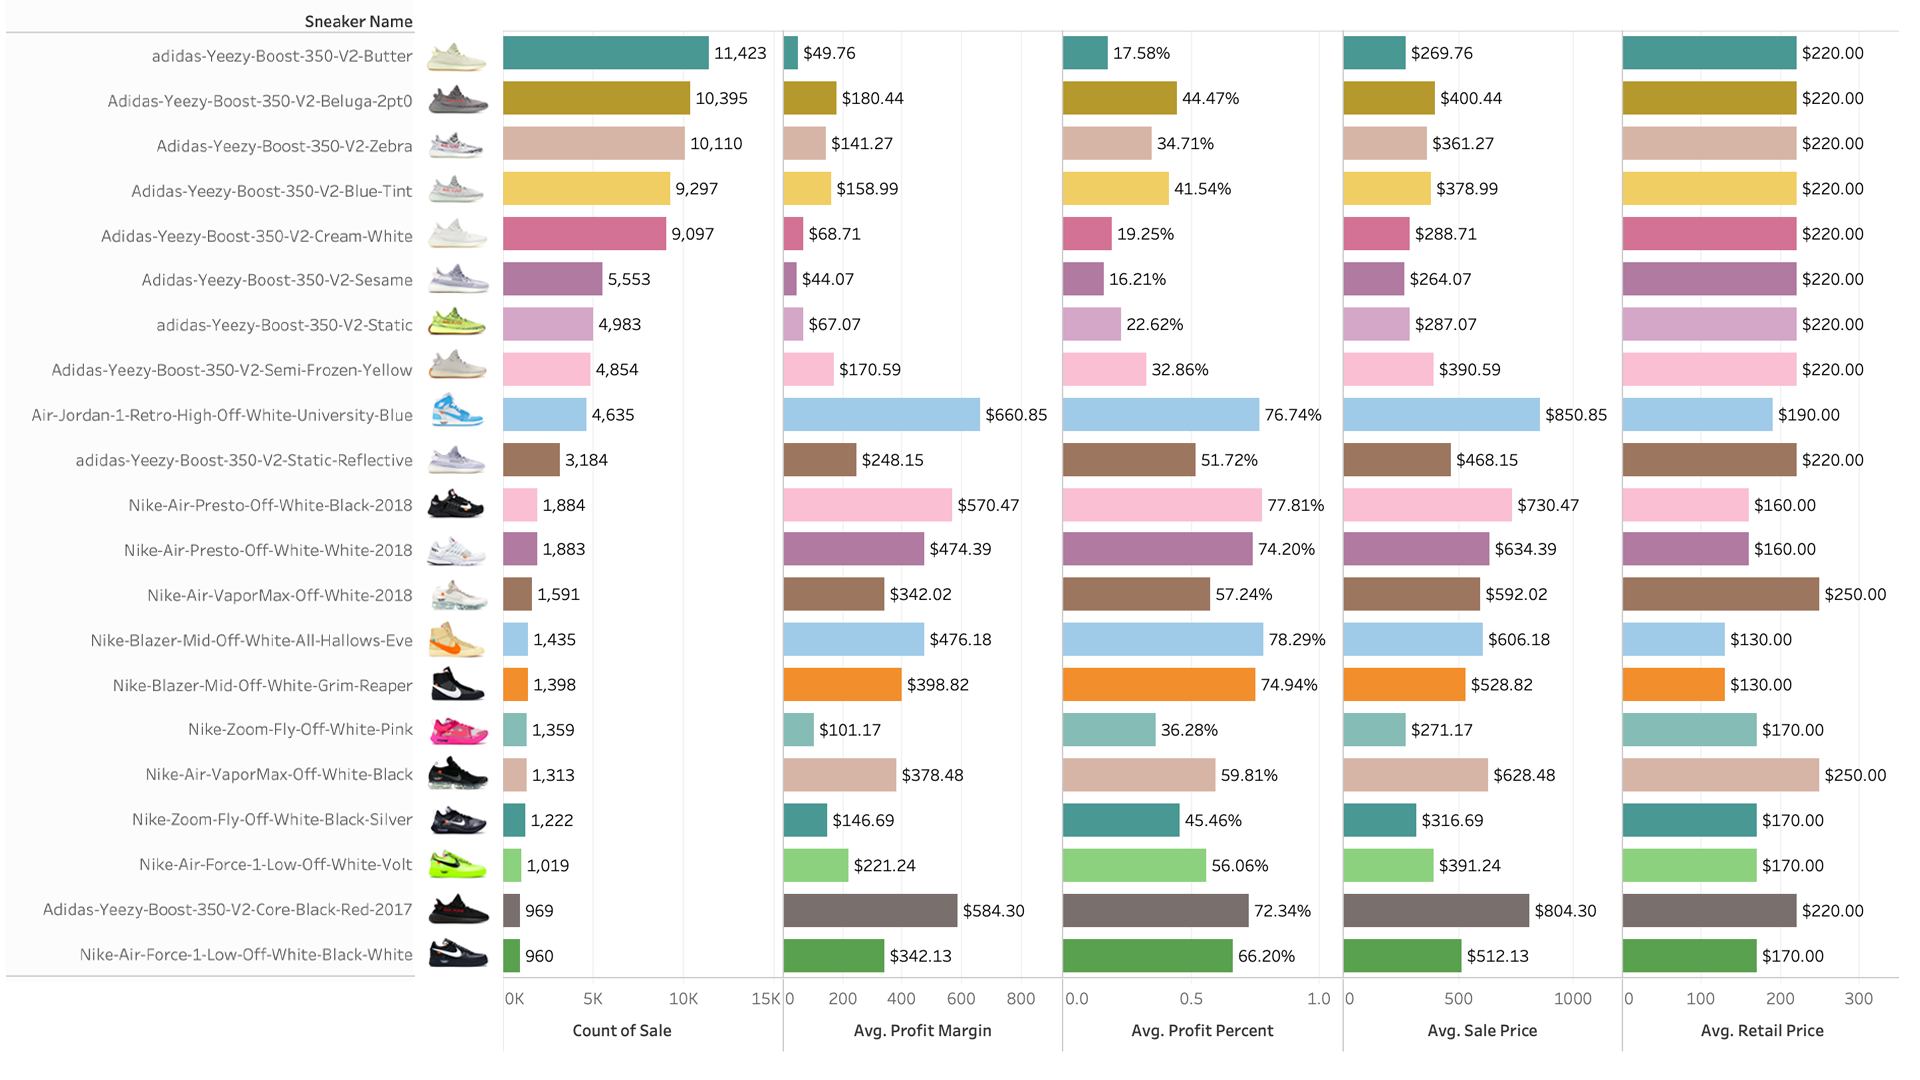 Sneaker Name
adidas-Yeezy-Boost-350-V2-Butter 11,423 $49.76 17.58% $269.76 $220.00
Adidas-Yeezy-Boost-350-V2-Beluga-2pt0 10,395 $180.44 44.47% $400.44 $220.00
Adidas-Yeezy-Boost-350-V2-Zebra 10,110 $141.27 34.71% $361.27 $220.00
Adidas-Yeezy-Boost-350-V2-Blue-Tint 9,297 $158.99 41.54% $378.99 $220.00
Adidas-Yeezy-Boost-350-V2-Cream-White 9,097 $68.71 19.25% $288.71 $220.00
Adidas-Yeezy-Boost-350-V2-Sesame 5,553 $44.07 16.21% $264.07 $220.00
adidas-Yeezy-Boost-350-V2-Static 4,983 $67.07 22.62% $287.07 $220.00
Adidas-Yeezy-Boost-350-V2-Semi-Frozen-Yellow 4,854 $170.59 32.86% $390.59 $220.00
Air-Jordan-1-Retro-High-Off-White-University-Blue 4,635 $660.85 76.74% $850.85 $190.00
adidas-Yeezy-Boost-350-V2-Static-Reflective 3,184 $248.15 51.72% $468.15 $220.00
Nike-Air-Presto-Off-White-Black-2018 1,884 $570.47 77.81% $730.47 $160.00
Nike-Air-Presto-Off-White-White-2018 1,883 $474.39 74.20% $634.39 $160.00
Nike-Air-VaporMax-Off-White-2018 1,591 $342.02 57.24% $592.02 $250.00
Nike-Blazer-Mid-Off-White-All-Hallows-Eve 1,435 $476.18 78.29% $606.18 $130.00
Nike-Blazer-Mid-Off-White-Grim-Reaper 1,398 $398.82 74.94% $528.82 $130.00
Nike-Zoom-Fly-Off-White-Pink 1,359 $101.17 36.28% $271.17 $170.00
Nike-Air-VaporMax-Off-White-Black 1,313 $378.48 59.81% $628.48 $250.00
Nike-Zoom-Fly-Off-White-Black-Silver 1,222 $146.69 45.46% $316.69 $170.00
Nike-Air-Force-1-Low-Off-White-Volt 1,019 $221.24 56.06% $391.24 $170.00
Adidas-Yeezy-Boost-350-V2-Core-Black-Red-2017 969 $584.30 72.34% $804.30 $220.00
Nike-Air-Force-1-Low-Off-White-Black-White 960 $342.13 66.20% $512.13 $170.00
0K 5K 10K 15K 0 200 400 600 800 0.0 0.5 1.0 0 500 1000 0 100 200 300
Count of Sale Avg. Profit Margin Avg. Profit Percent Avg. Sale Price Avg. Retail Price